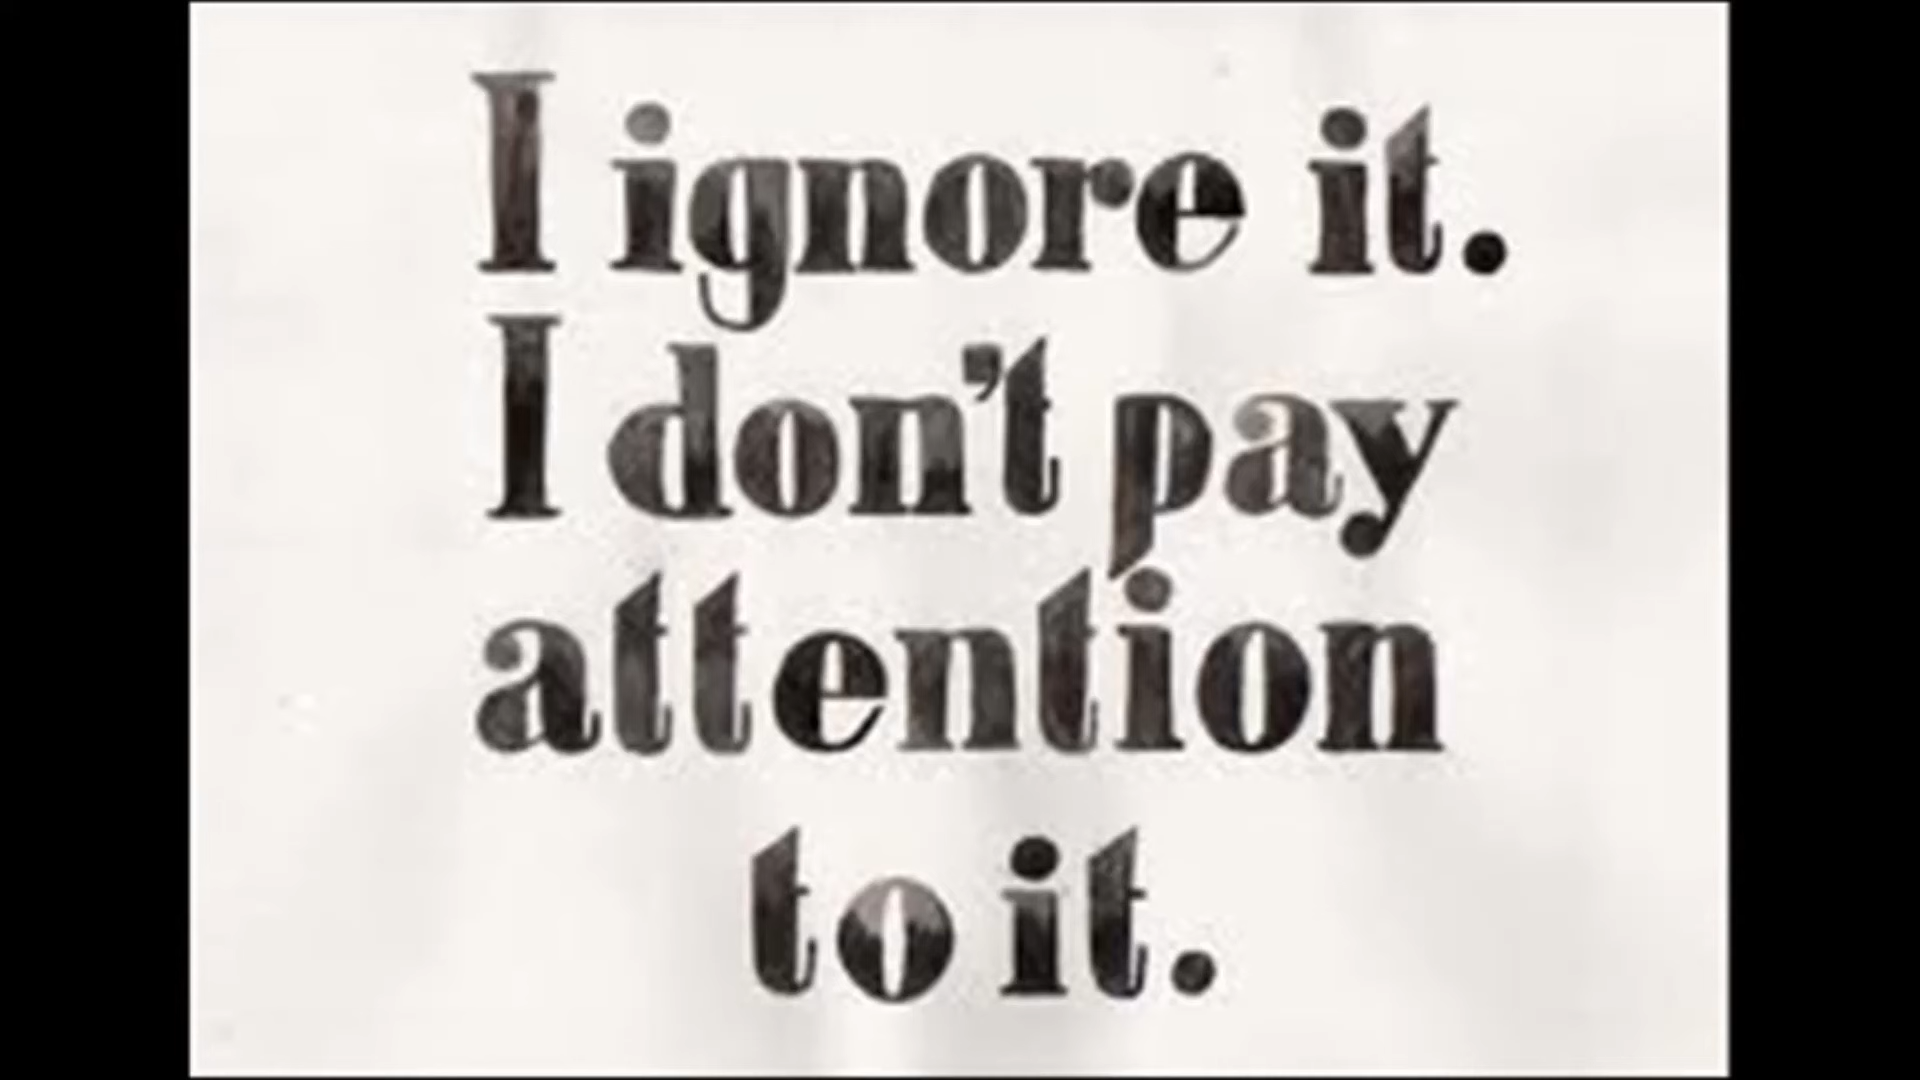 I ignore it.
I don't pay
attention
to it.